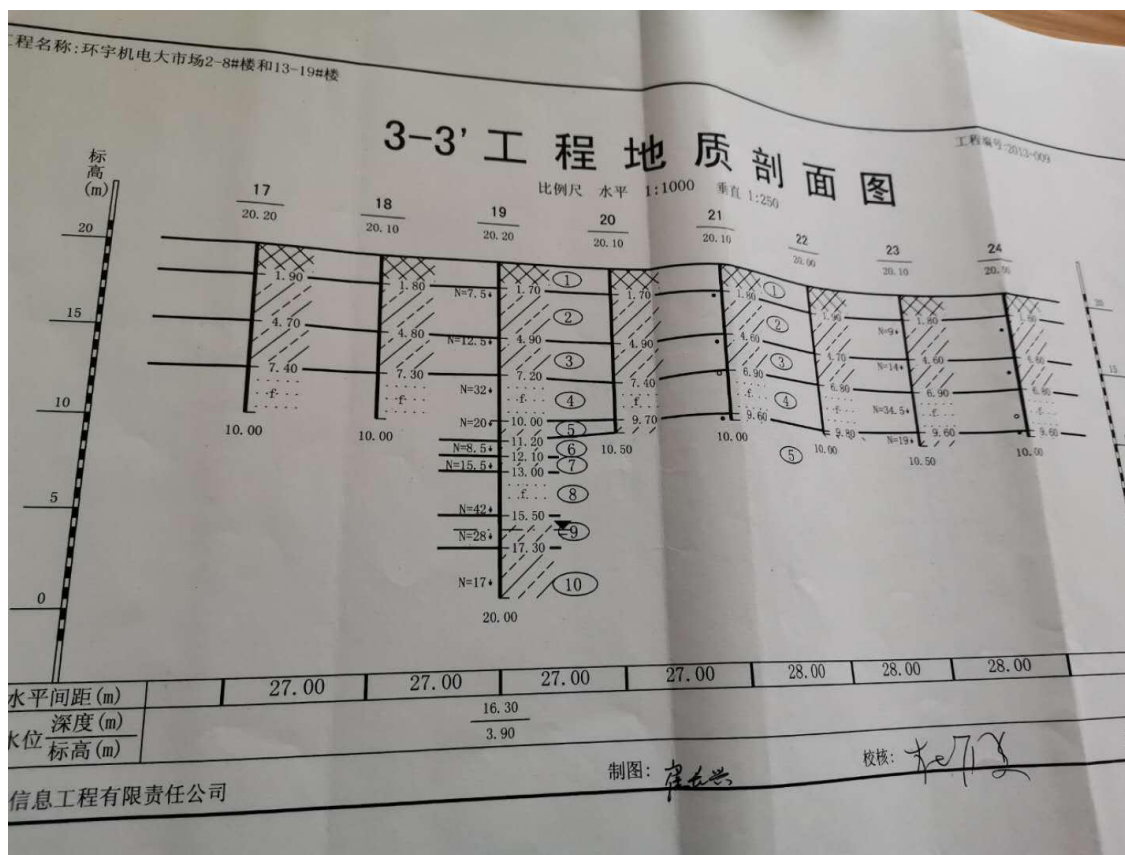 工程名称:环宇机电大市场2-8#楼和13-19#楼
工程编号:2013-009
3-3'工程地质剖面图
比例尺 水平 1:1000 垂直 1:250
标高(m)
20
15
10
5
0
17
20.20
18
20.10
19
20.20
20
20.10
21
20.10
22
20.00
23
20.10
24
20.00
1.90
4.70
7.40
f
10.00
1.80
4.80
7.30
f
10.00
N=7.5
N=12.5
N=32
N=20
N=8.5
N=15.5
N=42
N=28
N=17
1.70
4.90
7.20
f
10.00
11.20
12.10
13.00
f
15.50
17.30
20.00
①
②
③
④
⑤
⑥
⑦
⑧
⑨
⑩
1.70
4.90
7.40
f
9.70
10.50
1.80
4.60
6.90
f
9.60
10.00
①
②
③
④
⑤
1.90
4.70
6.80
f
9.80
10.00
N=9
N=14
N=34.5
N=19
1.80
4.60
6.90
f
9.60
10.50
4.60
6.80
f
9.60
10.00
20
15
水平间距(m) 27.00 27.00 27.00 27.00 28.00 28.00 28.00
水位 深度(m) 16.30
标高(m) 3.90
信息工程有限责任公司
制图:
校核: